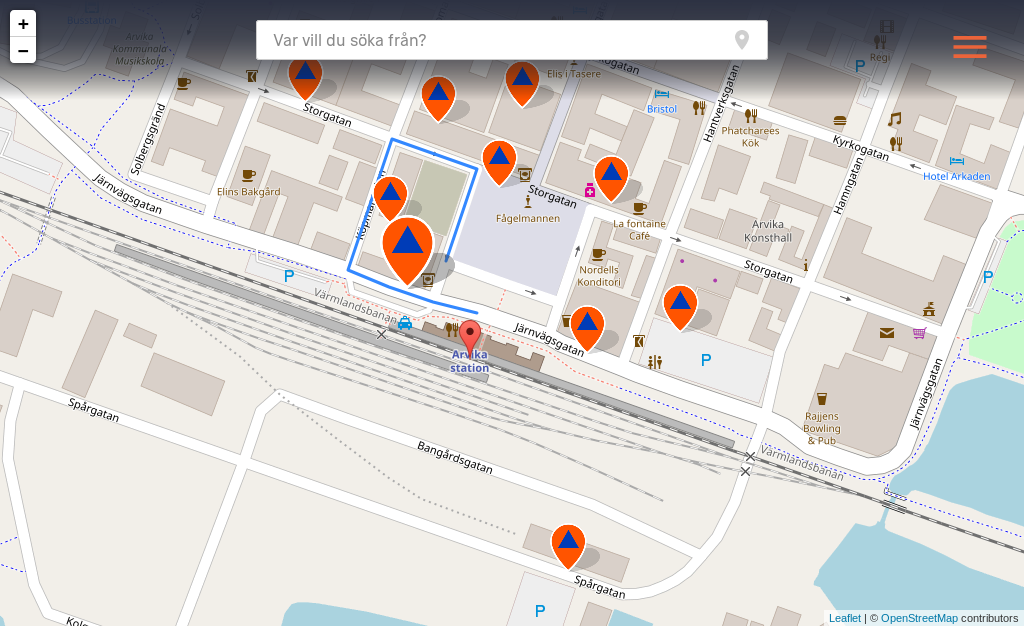 Busstation
+
−
Var vill du söka från?
Arvika
Kommunala
Musikskola
Elis i Tasere
Kyrkogatan
Regi
P
Bristol
Hantverksgatan
Phatcharees
Kök
Kyrkogatan
Hotel Arkaden
Storgatan
Solbergsgränd
Elins Bakgård
Järnvägsgatan
Storgatan
Fågelmannen
La fontaine
Café
Arvika
Konsthall
Hamngatan
Nordells
Konditori
Storgatan
P
P
Värmlandsbanan
Järnvägsgatan
Arvika
station
P
Järnvägsgatan
Rajjens
Bowling
& Pub
Spårgatan
Bangårdsgatan
Värmlandsbanan
Spårgatan
P
Leaflet | © OpenStreetMap contributors